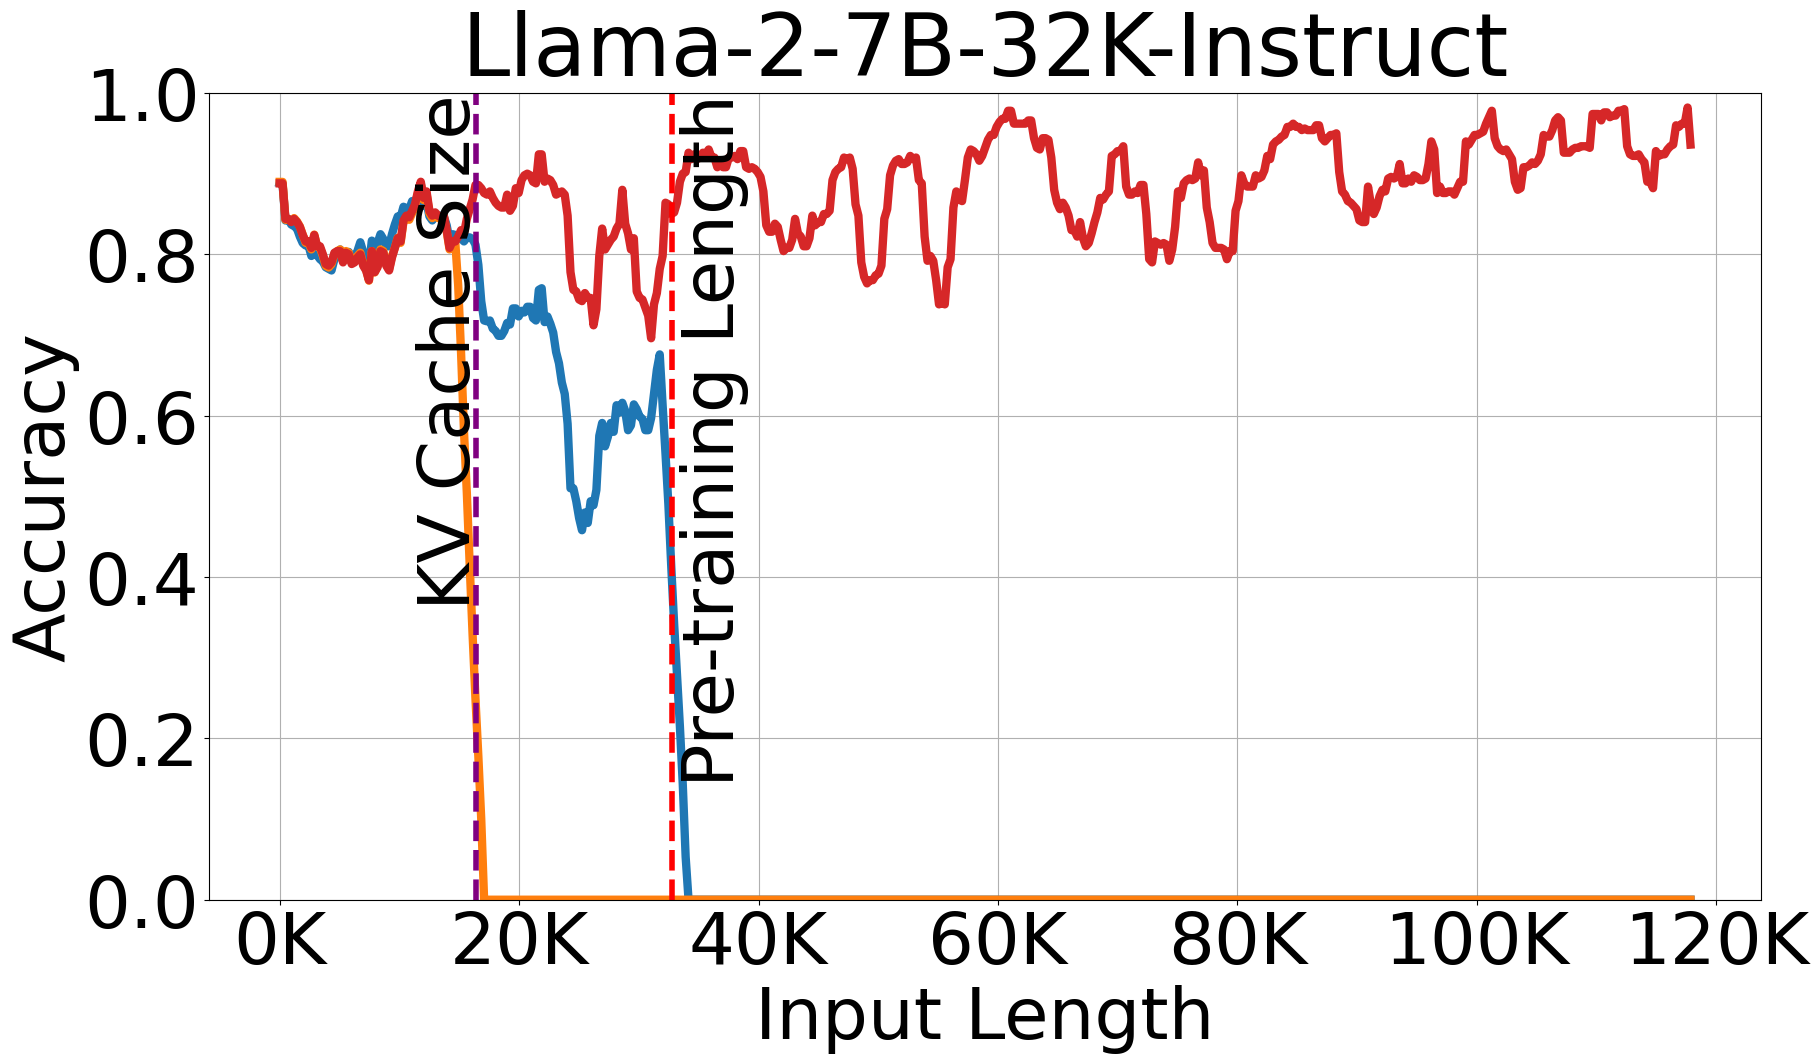 Llama-2-7B-32K-Instruct
1.0
0.8
0.6
0.4
0.2
0.0
Accuracy
KV Cache Size
Pre-training Length
0K 20K 40K 60K 80K 100K 120K
Input Length